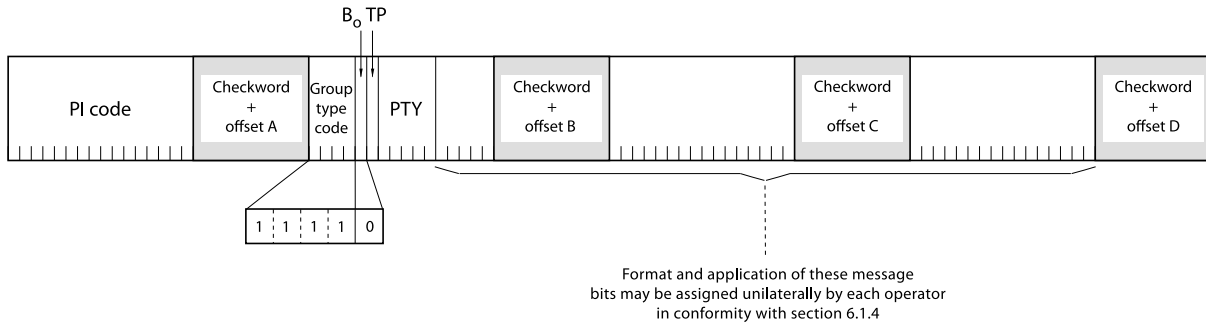 B₀ TP
PI code
Checkword
+
offset A
Group
type
code
PTY
Checkword
+
offset B
Checkword
+
offset C
Checkword
+
offset D
1 1 1 1 0
Format and application of these message
bits may be assigned unilaterally by each operator
in conformity with section 6.1.4